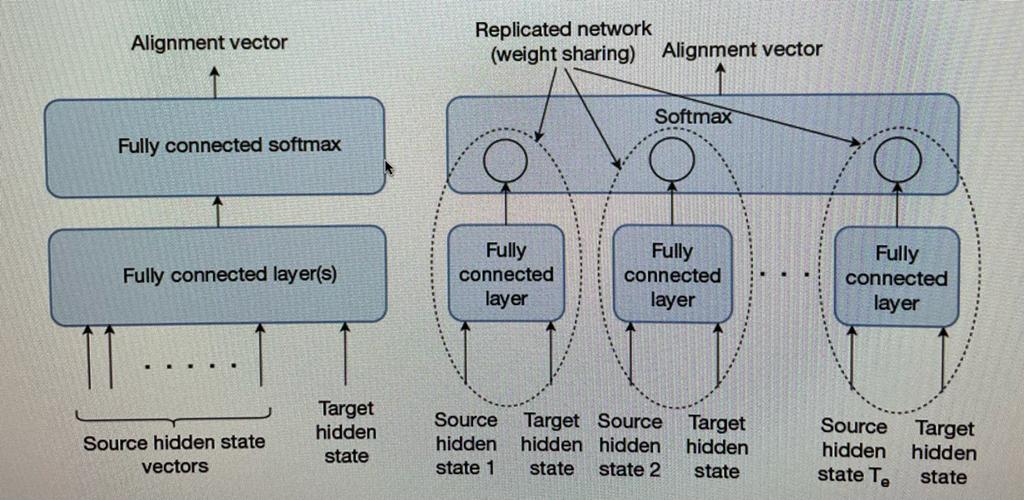 Alignment vector
Fully connected softmax
Fully connected layer(s)
. . . . .
Source hidden state
vectors
Target
hidden
state
Replicated network
(weight sharing)
Alignment vector
Softmax
Fully
connected
layer
Fully
connected
layer
. . .
Fully
connected
layer
Source
hidden
state 1
Target
hidden
state
Source
hidden
state 2
Target
hidden
state
Source
hidden
state Te
Target
hidden
state